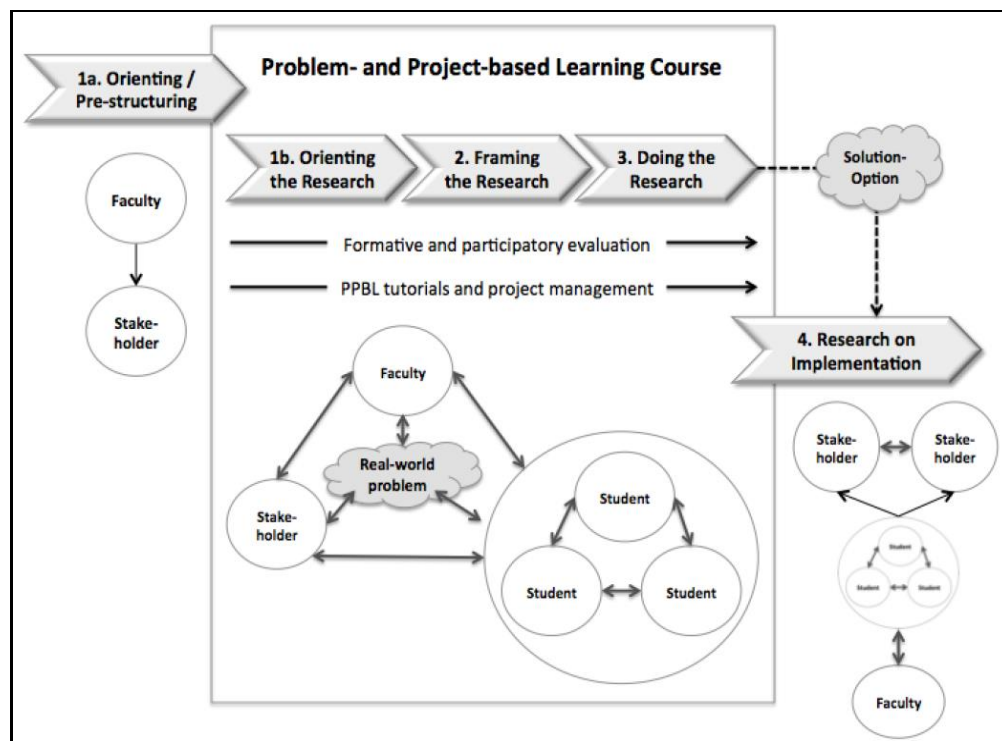 Problem- and Project-based Learning Course
1a. Orienting /
Pre-structuring
1b. Orienting
the Research
2. Framing
the Research
3. Doing the
Research
Solution-
Option
Faculty
Stake-
holder
Formative and participatory evaluation
PPBL tutorials and project management
4. Research on
Implementation
Faculty
Real-world
problem
Stake-
holder
Student
Student
Student
Stake-
holder
Stake-
holder
Student
Student
Student
Faculty